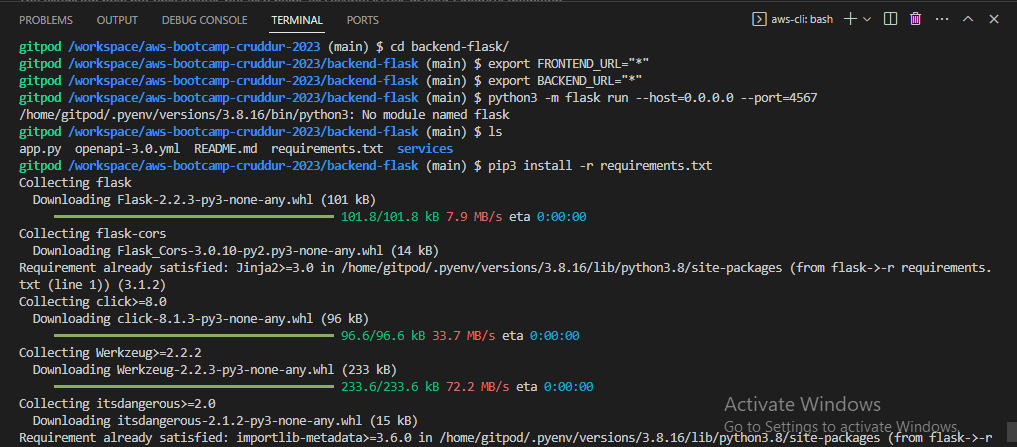 PROBLEMS OUTPUT DEBUG CONSOLE TERMINAL PORTS aws-cli: bash
gitpod /workspace/aws-bootcamp-cruddur-2023 (main) $ cd backend-flask/
gitpod /workspace/aws-bootcamp-cruddur-2023/backend-flask (main) $ export FRONTEND_URL="*"
gitpod /workspace/aws-bootcamp-cruddur-2023/backend-flask (main) $ export BACKEND_URL="*"
gitpod /workspace/aws-bootcamp-cruddur-2023/backend-flask (main) $ python3 -m flask run --host=0.0.0.0 --port=4567
/home/gitpod/.pyenv/versions/3.8.16/bin/python3: No module named flask
gitpod /workspace/aws-bootcamp-cruddur-2023/backend-flask (main) $ ls
app.py openapi-3.0.yml README.md requirements.txt services
gitpod /workspace/aws-bootcamp-cruddur-2023/backend-flask (main) $ pip3 install -r requirements.txt
Collecting flask
Downloading Flask-2.2.3-py3-none-any.whl (101 kB)
101.8/101.8 kB 7.9 MB/s eta 0:00:00
Collecting flask-cors
Downloading Flask_Cors-3.0.10-py2.py3-none-any.whl (14 kB)
Requirement already satisfied: Jinja2>=3.0 in /home/gitpod/.pyenv/versions/3.8.16/lib/python3.8/site-packages (from flask->-r requirements.
txt (line 1)) (3.1.2)
Collecting click>=8.0
Downloading click-8.1.3-py3-none-any.whl (96 kB)
96.6/96.6 kB 33.7 MB/s eta 0:00:00
Collecting Werkzeug>=2.2.2
Downloading Werkzeug-2.2.3-py3-none-any.whl (233 kB)
233.6/233.6 kB 72.2 MB/s eta 0:00:00
Collecting itsdangerous>=2.0
Downloading itsdangerous-2.1.2-py3-none-any.whl (15 kB)
Activate Windows
Go to Settings to activate Windows.
Requirement already satisfied: importlib-metadata>=3.6.0 in /home/gitpod/.pyenv/versions/3.8.16/lib/python3.8/site-packages (from flask->-r